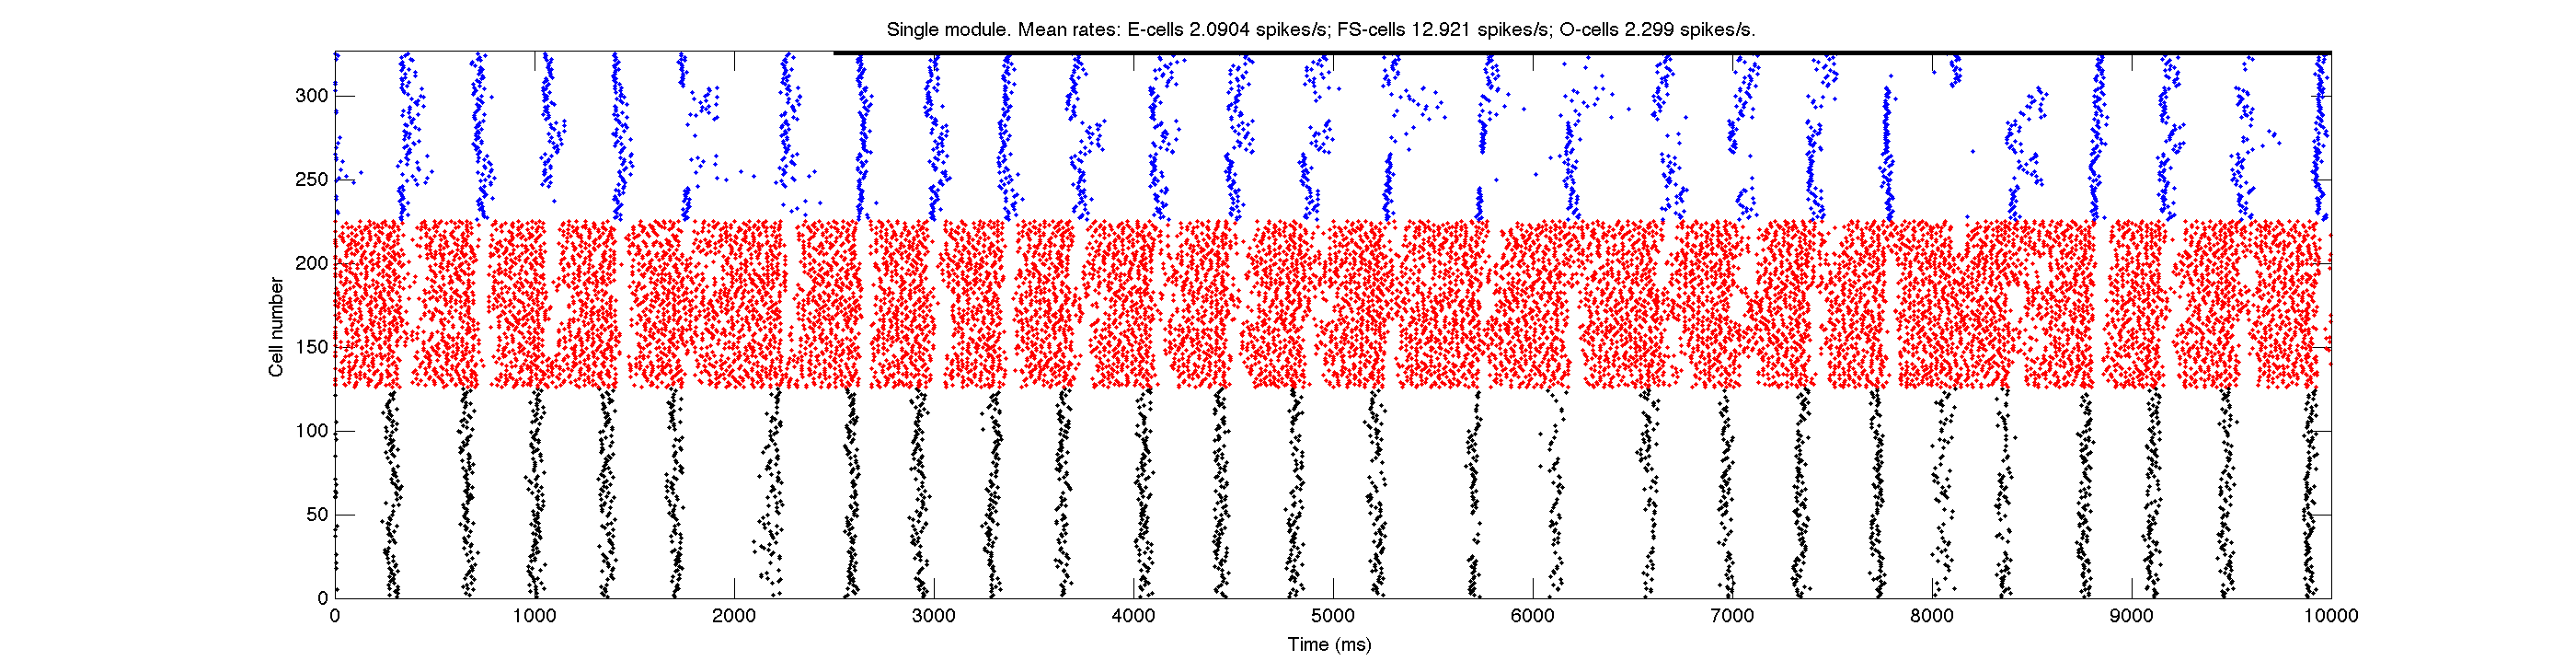 Single module. Mean rates: E-cells 2.0904 spikes/s; FS-cells 12.921 spikes/s; O-cells 2.299 spikes/s.
300
250
200
150
100
50
0
Cell number
0 1000 2000 3000 4000 5000 6000 7000 8000 9000 10000
Time (ms)